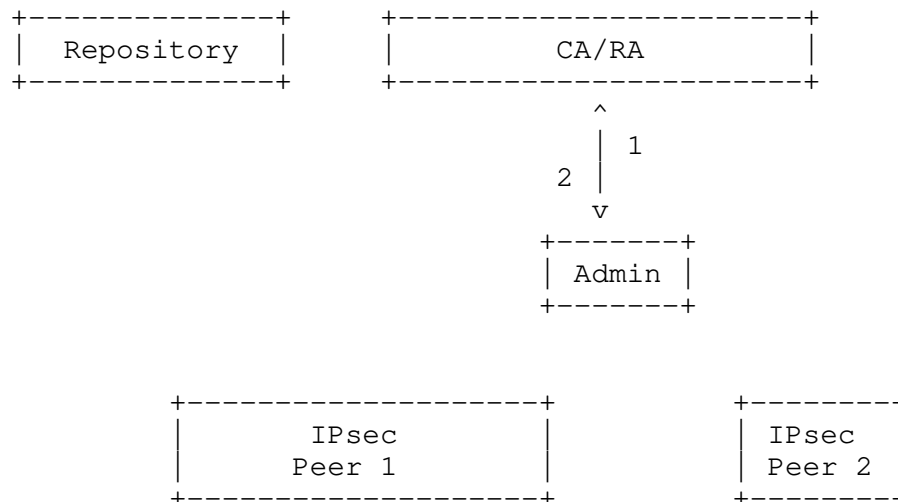 Repository CA/RA
1
2
Admin
IPsec IPsec
Peer 1 Peer 2